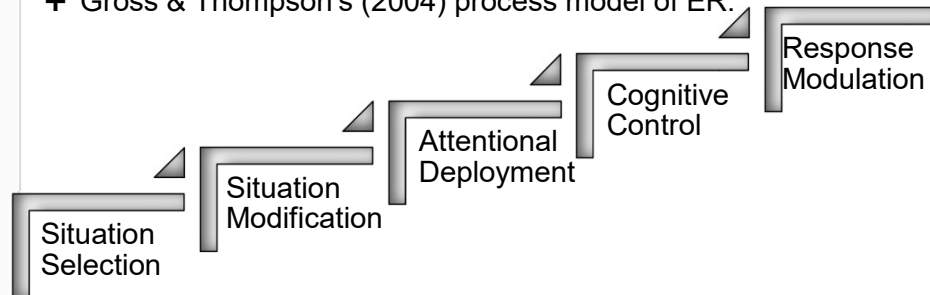 + Gross & Thompson's (2004) process model of ER.
Situation
Selection
Situation
Modification
Attentional
Deployment
Cognitive
Control
Response
Modulation